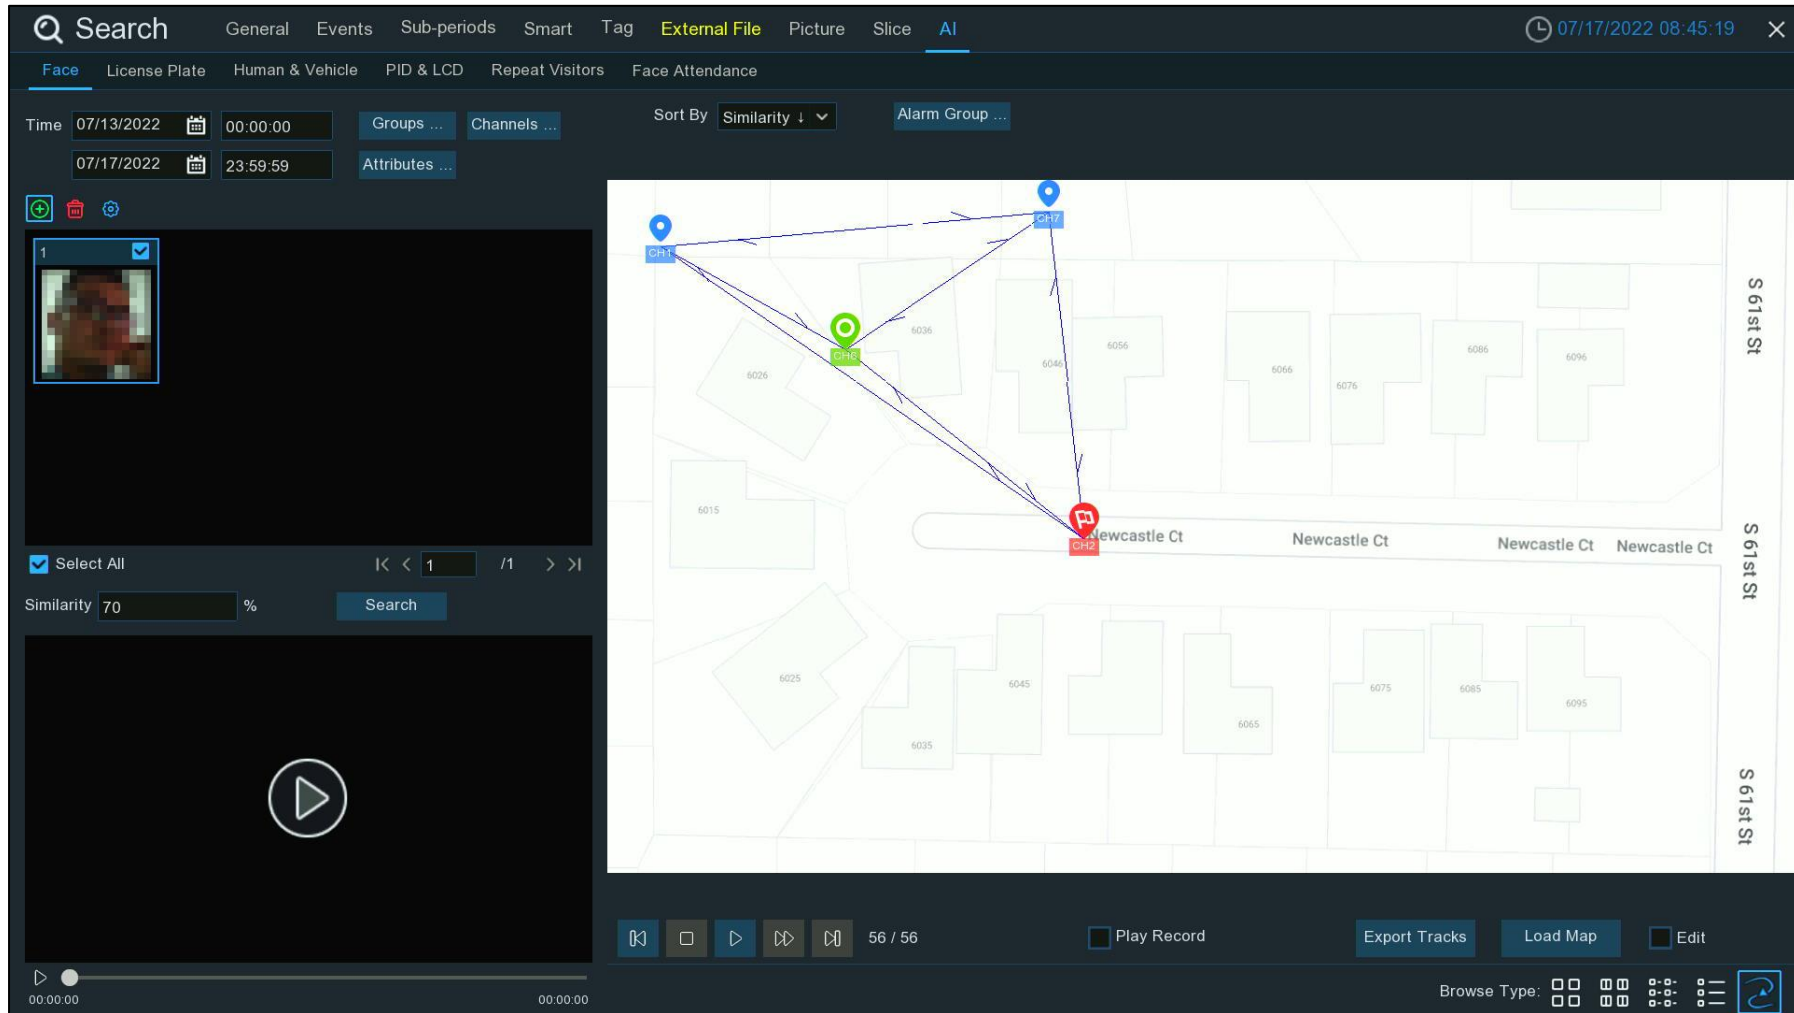 Search General Events Sub-periods Smart Tag External File Picture Slice AI 07/17/2022 08:45:19
Face License Plate Human & Vehicle PID & LCD Repeat Visitors Face Attendance
Time 07/13/2022 00:00:00 Groups ... Channels ...
07/17/2022 23:59:59 Attributes ...
1
Select All 1 /1
Similarity 70 % Search
00:00:00 00:00:00
Sort By Similarity ↓ Alarm Group ...
CH7
CH1
S 61st St
6036
CH6
6056
6046
6086
6096
6026
6066
6076
6015
CH2
Newcastle Ct Newcastle Ct Newcastle Ct Newcastle Ct
S 61st St
6025
6045
6075
6085
6095
6065
6035
S 61st St
56 / 56 Play Record Export Tracks Load Map Edit
Browse Type: